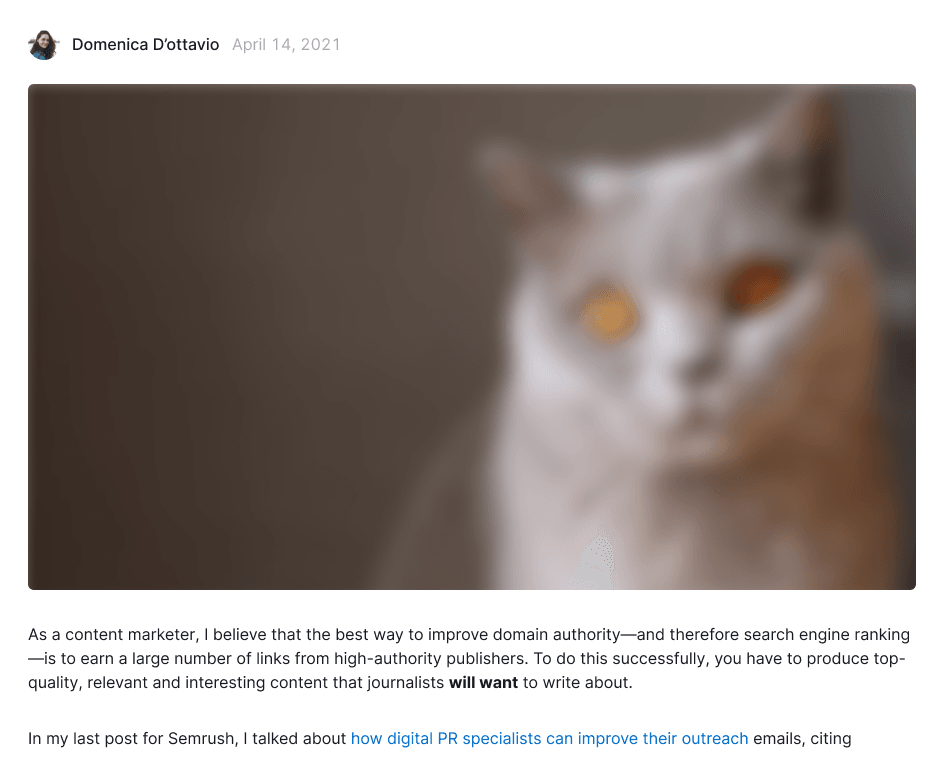 Domenica D’ottavio April 14, 2021
As a content marketer, I believe that the best way to improve domain authority—and therefore search engine ranking
—is to earn a large number of links from high-authority publishers. To do this successfully, you have to produce top-
quality, relevant and interesting content that journalists will want to write about.
In my last post for Semrush, I talked about how digital PR specialists can improve their outreach emails, citing